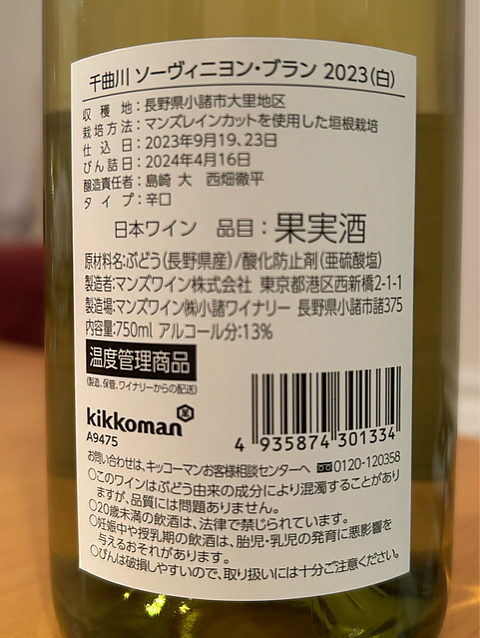 千曲川 ソーヴィニヨン・ブラン 2023(白)
収穫地：長野県小諸市大里地区
栽培方法：マンズレインカットを使用した垣根栽培
仕込日：2023年9月19、23日
びん詰日：2024年4月16日
醸造責任者：島崎 大 西畑徹平
タイプ：辛口
日本ワイン 品目：果実酒
原材料名:ぶどう(長野県産)/酸化防止剤(亜硫酸塩)
製造者:マンズワイン株式会社 東京都港区西新橋2-1-1
製造場:マンズワイン㈱小諸ワイナリー 長野県小諸市諸375
内容量:750ml アルコール分:13%
温度管理商品
(製造、保管、ワイナリーからの配送)
kikkoman
A9475
4 935874 301334
お問い合わせは、キッコーマンお客様相談センターへ 0120-120358
○このワインはぶどう由来の成分により混濁することがあり
ますが、品質には問題ありません。
○20歳未満の飲酒は、法律で禁じられています。
○妊娠中や授乳期の飲酒は、胎児・乳児の発育に悪影響を
与えるおそれがあります。
○びんは破損しやすいので、取り扱いには十分ご注意ください。